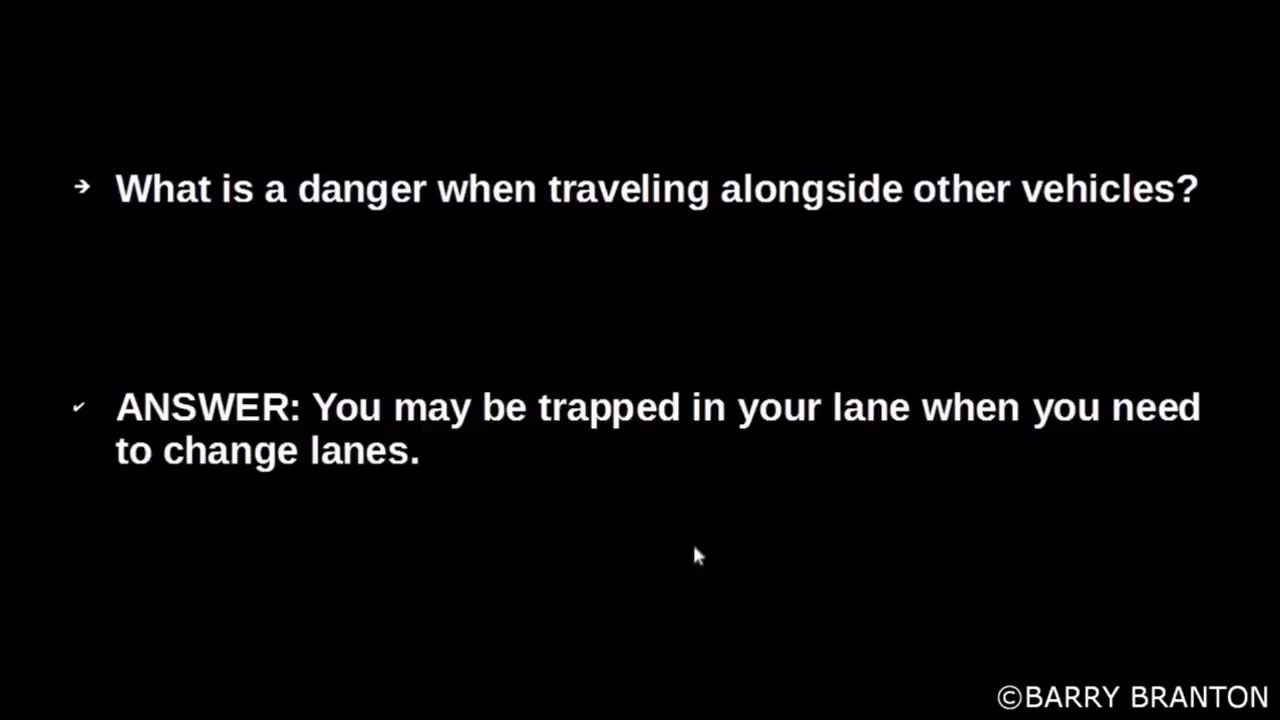 ➔ What is a danger when traveling alongside other vehicles?
✔ ANSWER: You may be trapped in your lane when you need
to change lanes.
©BARRY BRANTON